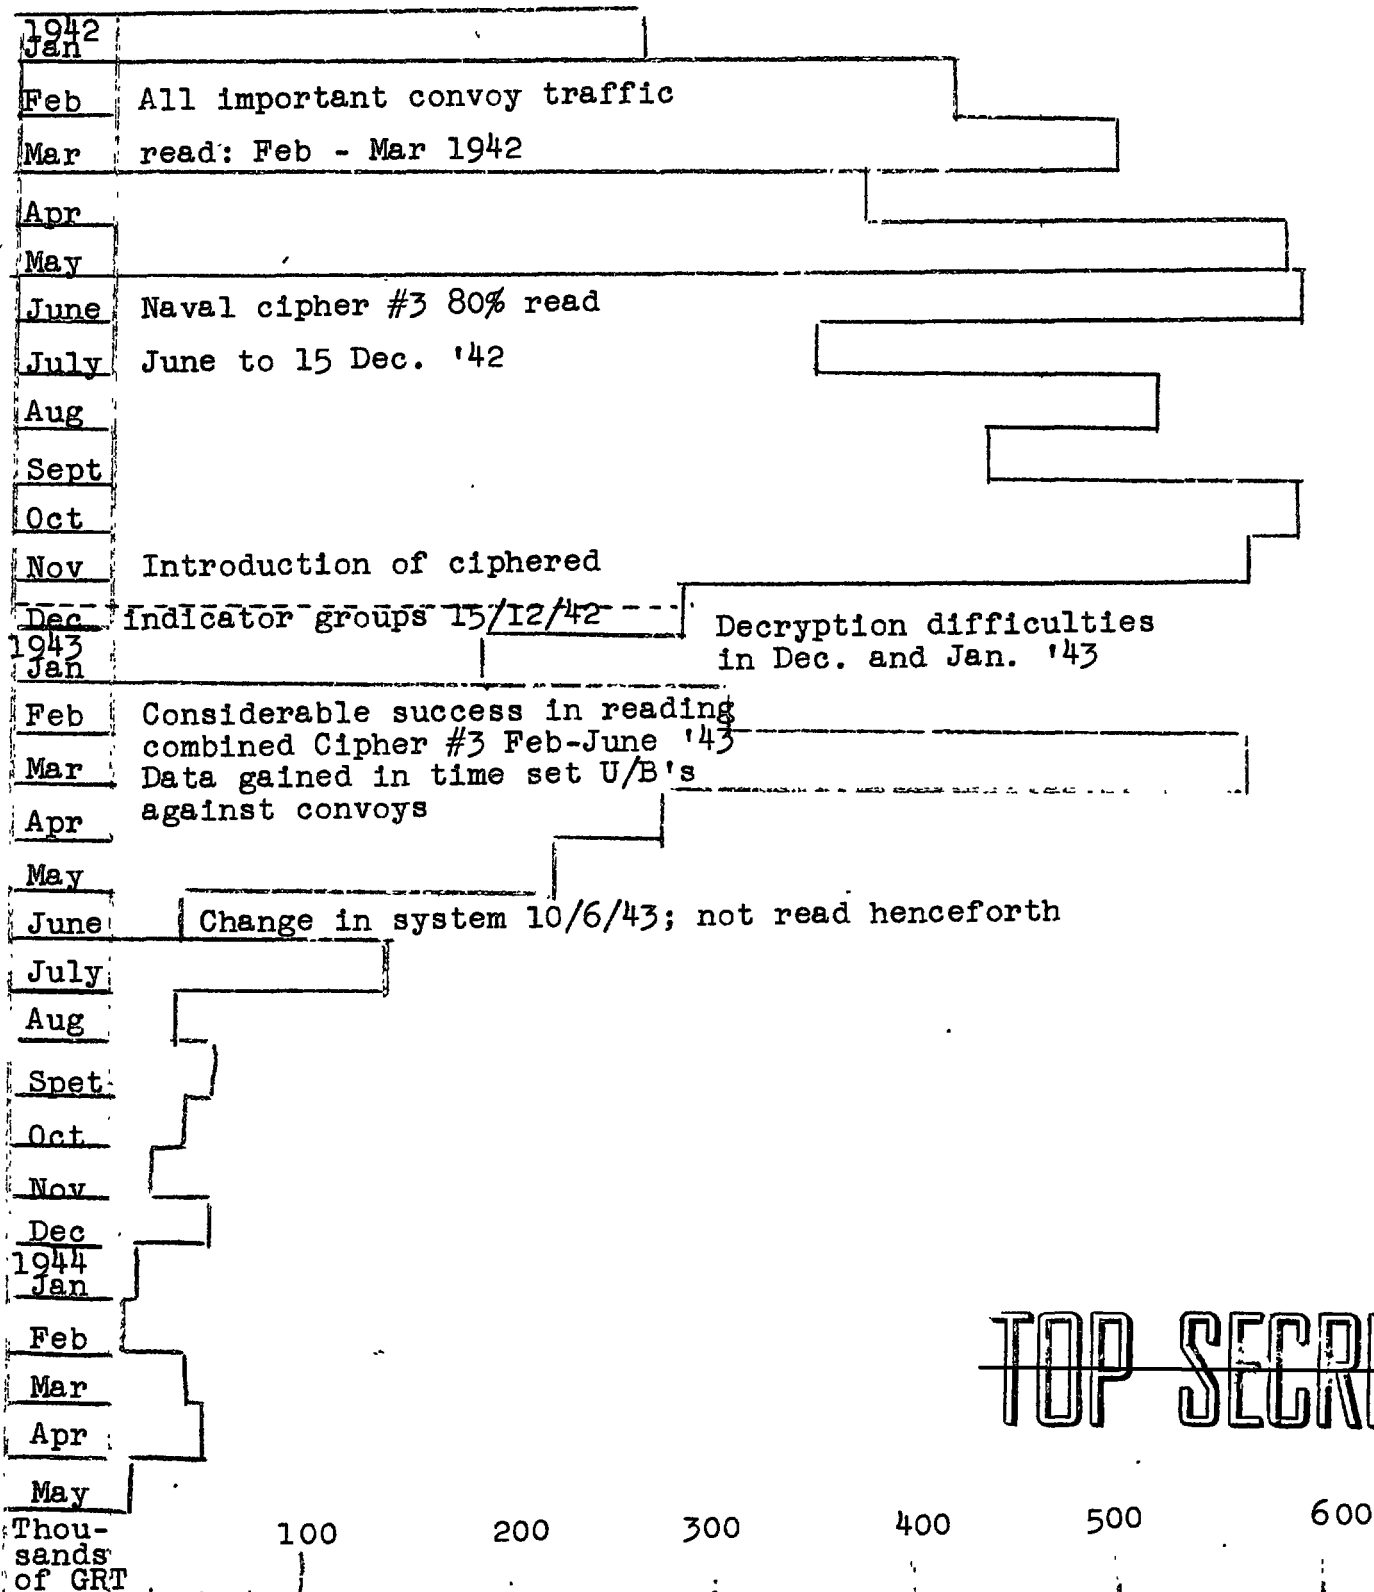 1942
Jan
Feb All important convoy traffic
Mar read: Feb - Mar 1942
Apr
May
June Naval cipher #3 80% read
July June to 15 Dec. '42
Aug
Sept
Oct
Nov Introduction of ciphered
Dec indicator groups 15/12/42
Decryption difficulties
in Dec. and Jan. '43
1943
Jan
Feb Considerable success in reading
combined Cipher #3 Feb-June '43
Mar Data gained in time set U/B's
against convoys
Apr
May
June Change in system 10/6/43; not read henceforth
July
Aug
Spet
Oct
Nov
Dec
1944
Jan
Feb
TOP SECR
Mar
Apr
May
Thou-
sands
of GRT
100 200 300 400 500 600